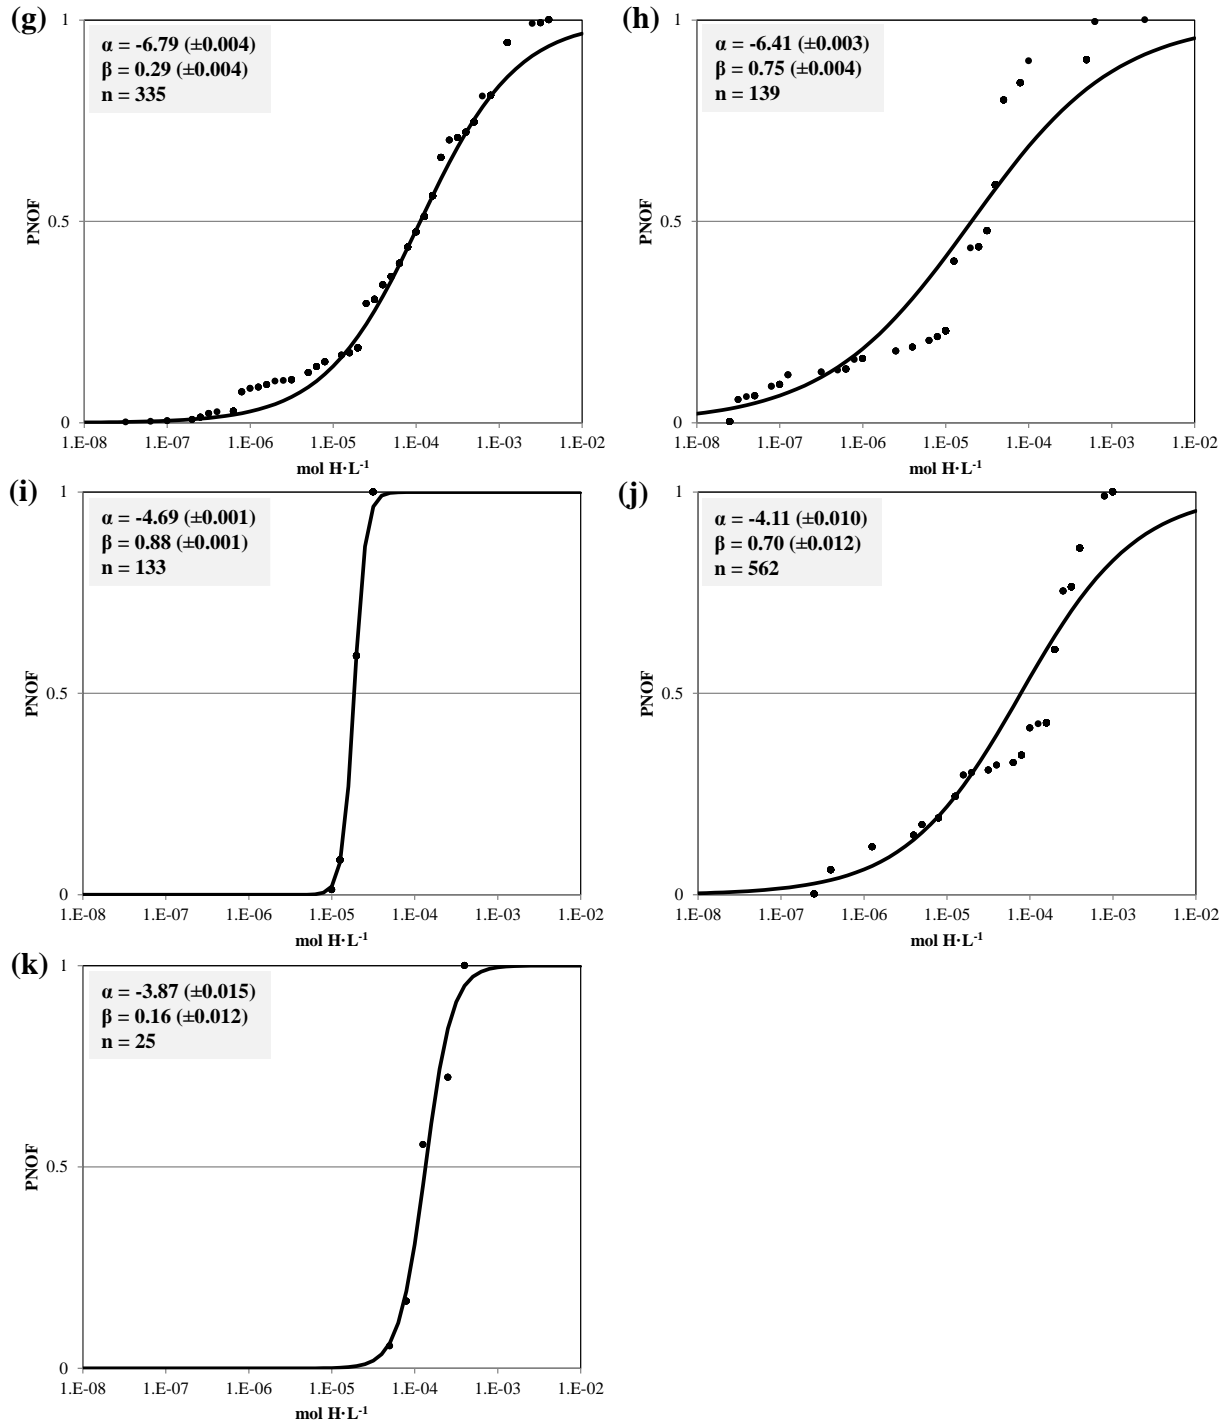 (g)
α = -6.79 (±0.004)
β = 0.29 (±0.004)
n = 335
1
0.5
0
PNOF
1.E-08 1.E-07 1.E-06 1.E-05 1.E-04 1.E-03 1.E-02
mol H·L⁻¹
(h)
α = -6.41 (±0.003)
β = 0.75 (±0.004)
n = 139
1
0.5
0
PNOF
1.E-08 1.E-07 1.E-06 1.E-05 1.E-04 1.E-03 1.E-02
mol H·L⁻¹
(i)
α = -4.69 (±0.001)
β = 0.88 (±0.001)
n = 133
1
0.5
0
PNOF
1.E-08 1.E-07 1.E-06 1.E-05 1.E-04 1.E-03 1.E-02
mol H·L⁻¹
(j)
α = -4.11 (±0.010)
β = 0.70 (±0.012)
n = 562
1
0.5
0
PNOF
1.E-08 1.E-07 1.E-06 1.E-05 1.E-04 1.E-03 1.E-02
mol H·L⁻¹
(k)
α = -3.87 (±0.015)
β = 0.16 (±0.012)
n = 25
1
0.5
0
PNOF
1.E-08 1.E-07 1.E-06 1.E-05 1.E-04 1.E-03 1.E-02
mol H·L⁻¹